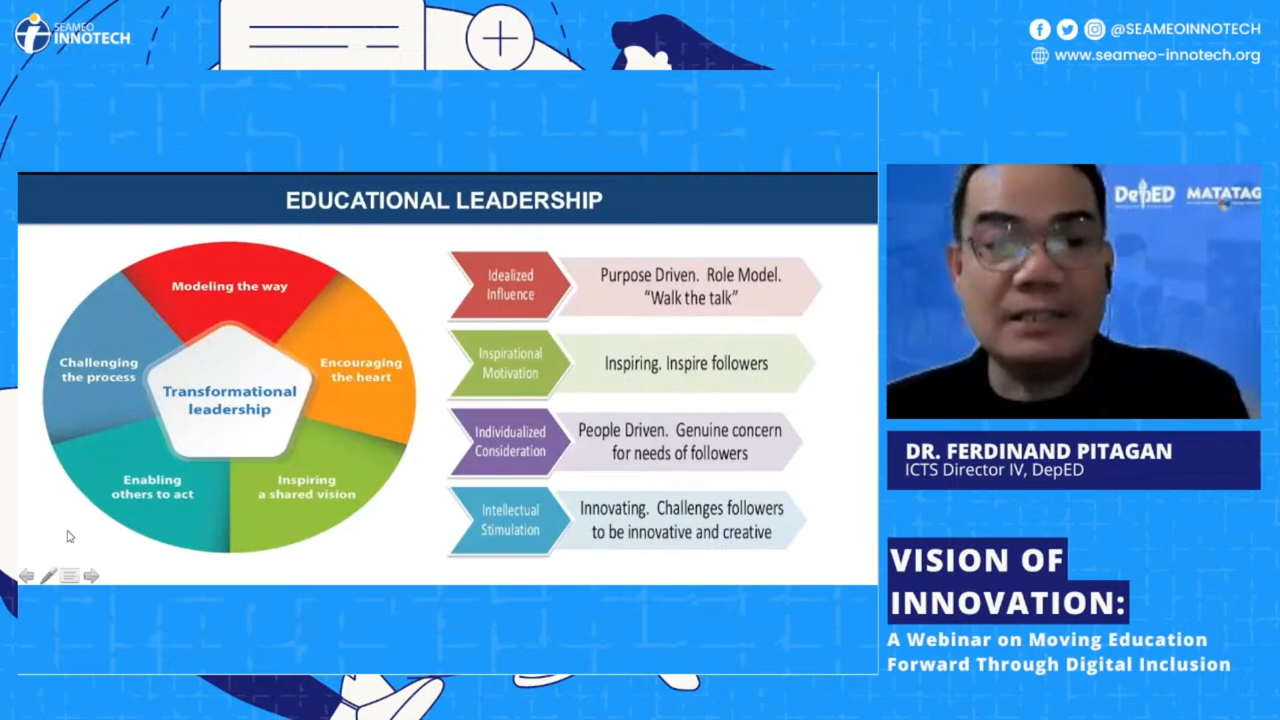 SEAMEO
INNOTECH
@SEAMEOINNOTECH
www.seameo-innotech.org
EDUCATIONAL LEADERSHIP
Modeling the way
Challenging
the process
Encouraging
the heart
Transformational
leadership
Enabling
others to act
Inspiring
a shared vision
Idealized
Influence
Purpose Driven. Role Model.
“Walk the talk”
Inspirational
Motivation
Inspiring. Inspire followers
Individualized
Consideration
People Driven. Genuine concern
for needs of followers
Intellectual
Stimulation
Innovating. Challenges followers
to be innovative and creative
DepED MATATAG
DR. FERDINAND PITAGAN
ICTS Director IV, DepED
VISION OF
INNOVATION:
A Webinar on Moving Education
Forward Through Digital Inclusion